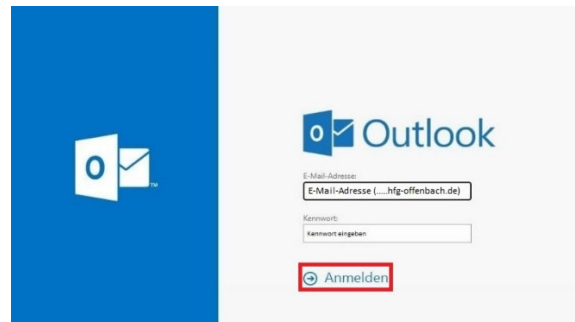 Outlook
E-Mail-Adresse:
E-Mail-Adresse (.....hfg-offenbach.de)
Kennwort:
Kennwort eingeben
Anmelden